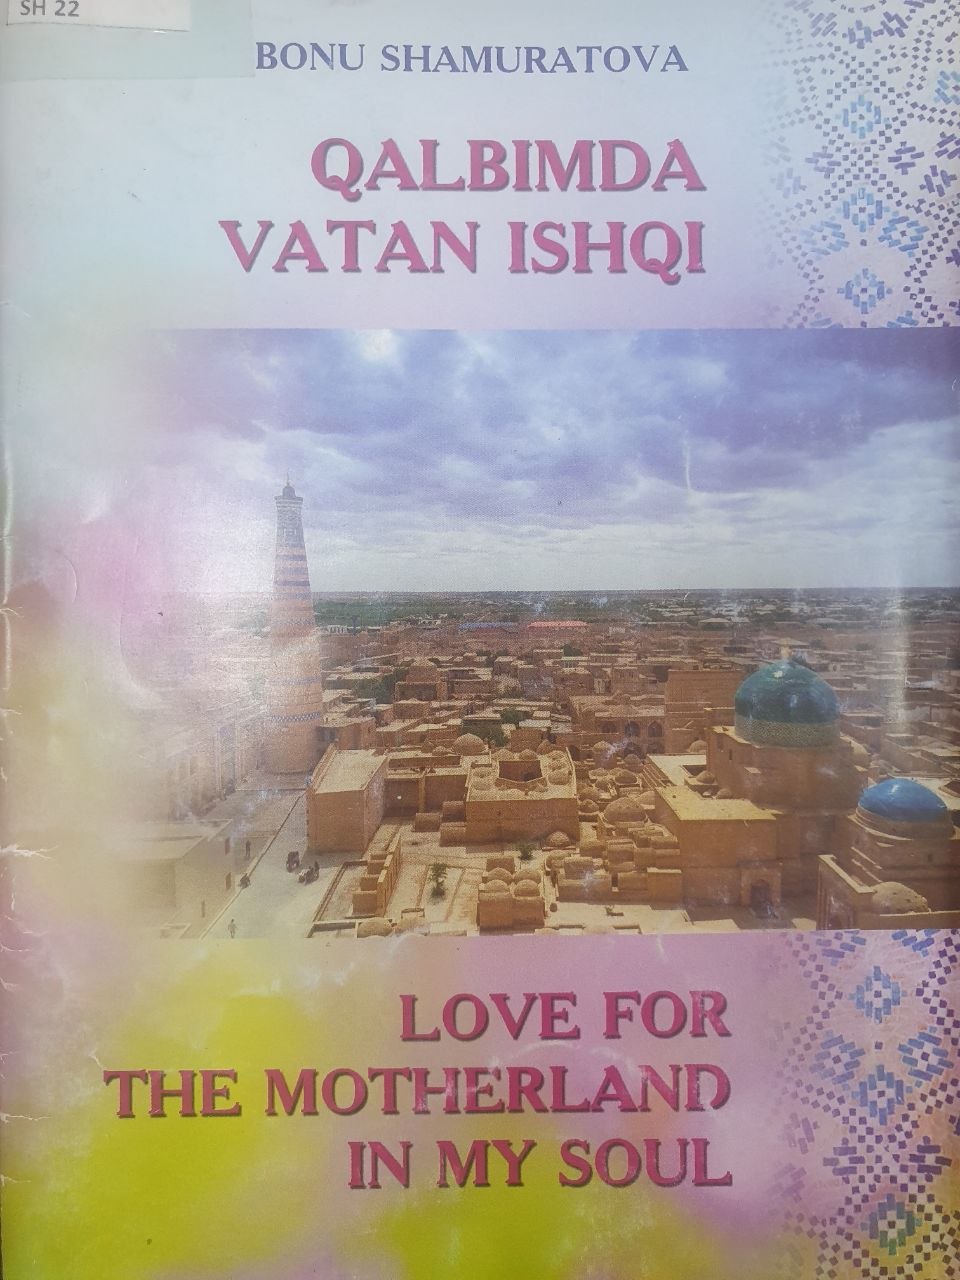 SH 22
BONU SHAMURATOVA
QALBIMDA
VATAN ISHQI
LOVE FOR
THE MOTHERLAND
IN MY SOUL